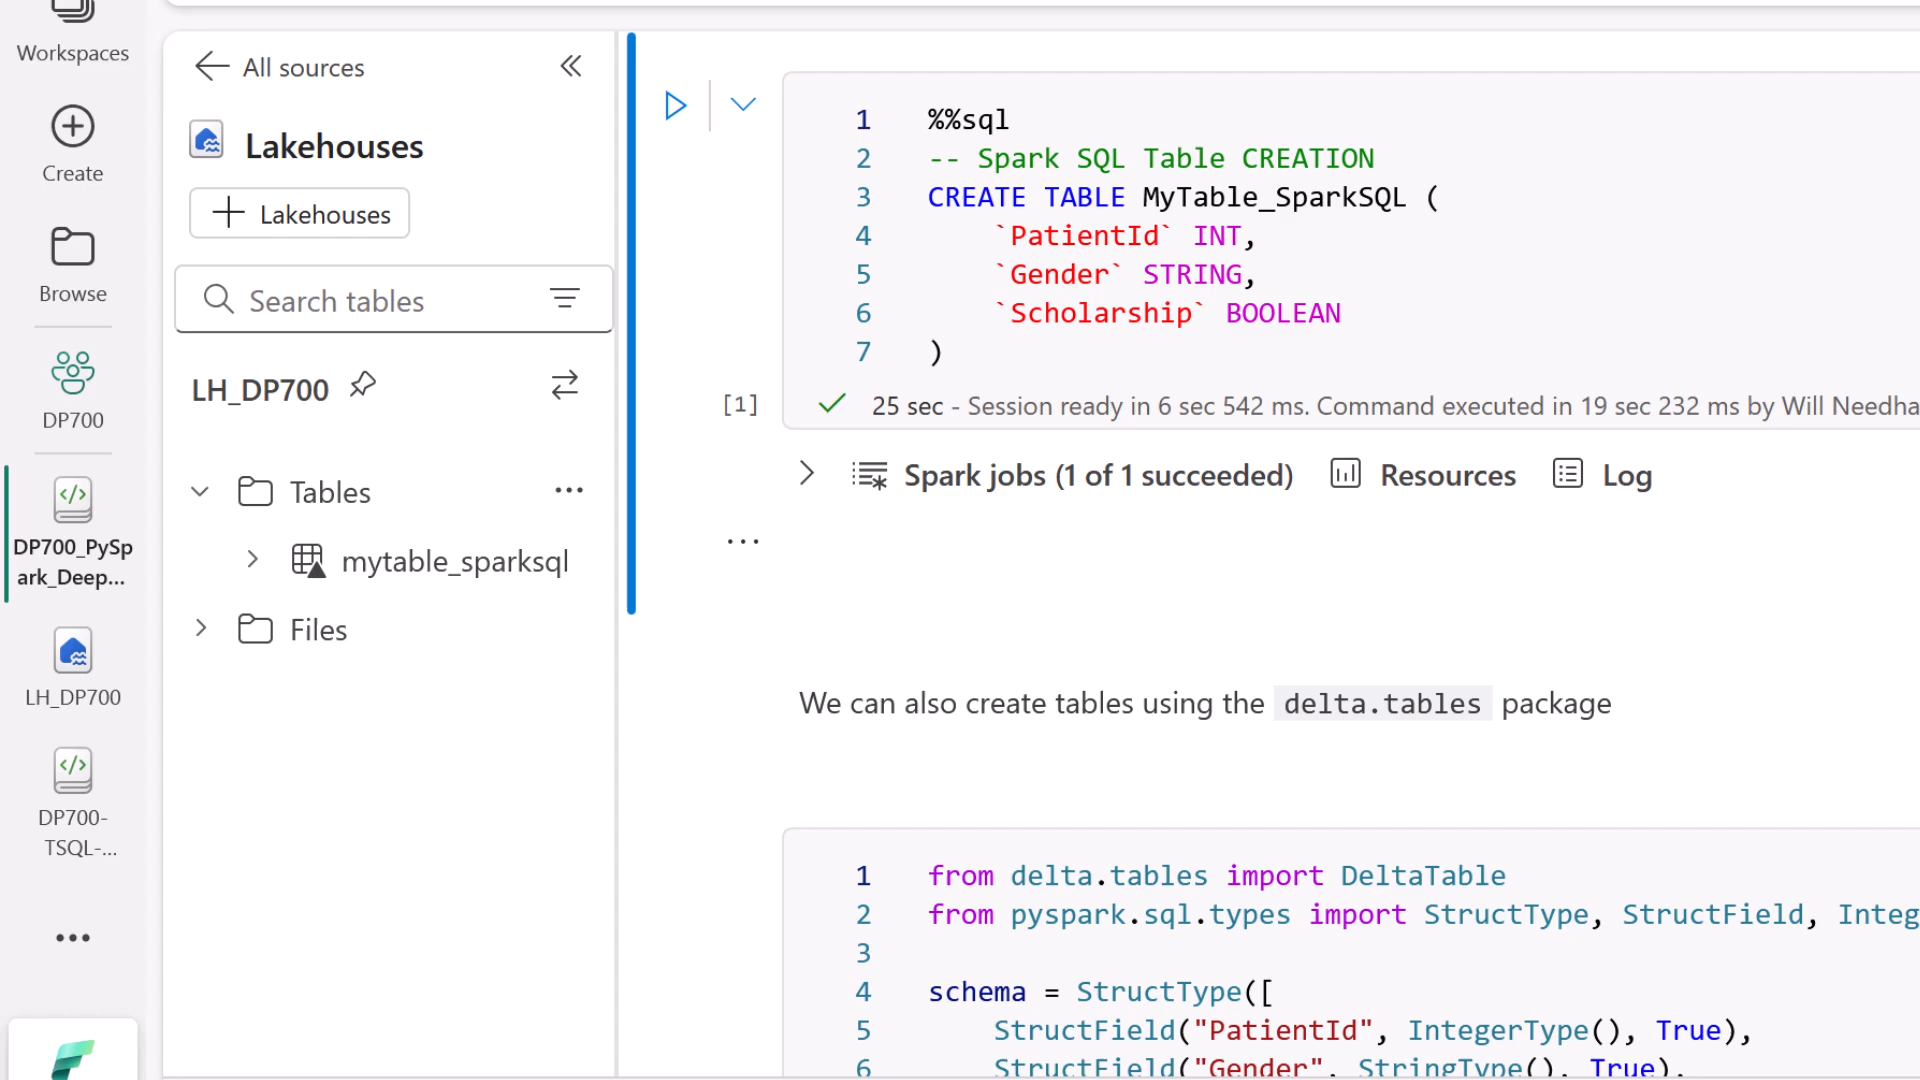 Workspaces
Create
Browse
DP700
DP700_PySp
ark_Deep...
LH_DP700
DP700-
TSQL-...
All sources
Lakehouses
Lakehouses
Search tables
LH_DP700
Tables
mytable_sparksql
Files
1 %%sql
2 -- Spark SQL Table CREATION
3 CREATE TABLE MyTable_SparkSQL (
4 `PatientId` INT,
5 `Gender` STRING,
6 `Scholarship` BOOLEAN
7 )
[1] 25 sec - Session ready in 6 sec 542 ms. Command executed in 19 sec 232 ms by Will Needha
Spark jobs (1 of 1 succeeded) Resources Log
...
We can also create tables using the delta.tables package
1 from delta.tables import DeltaTable
2 from pyspark.sql.types import StructType, StructField, Integ
3
4 schema = StructType([
5 StructField("PatientId", IntegerType(), True),
6 StructField("Gender", StringType(), True),